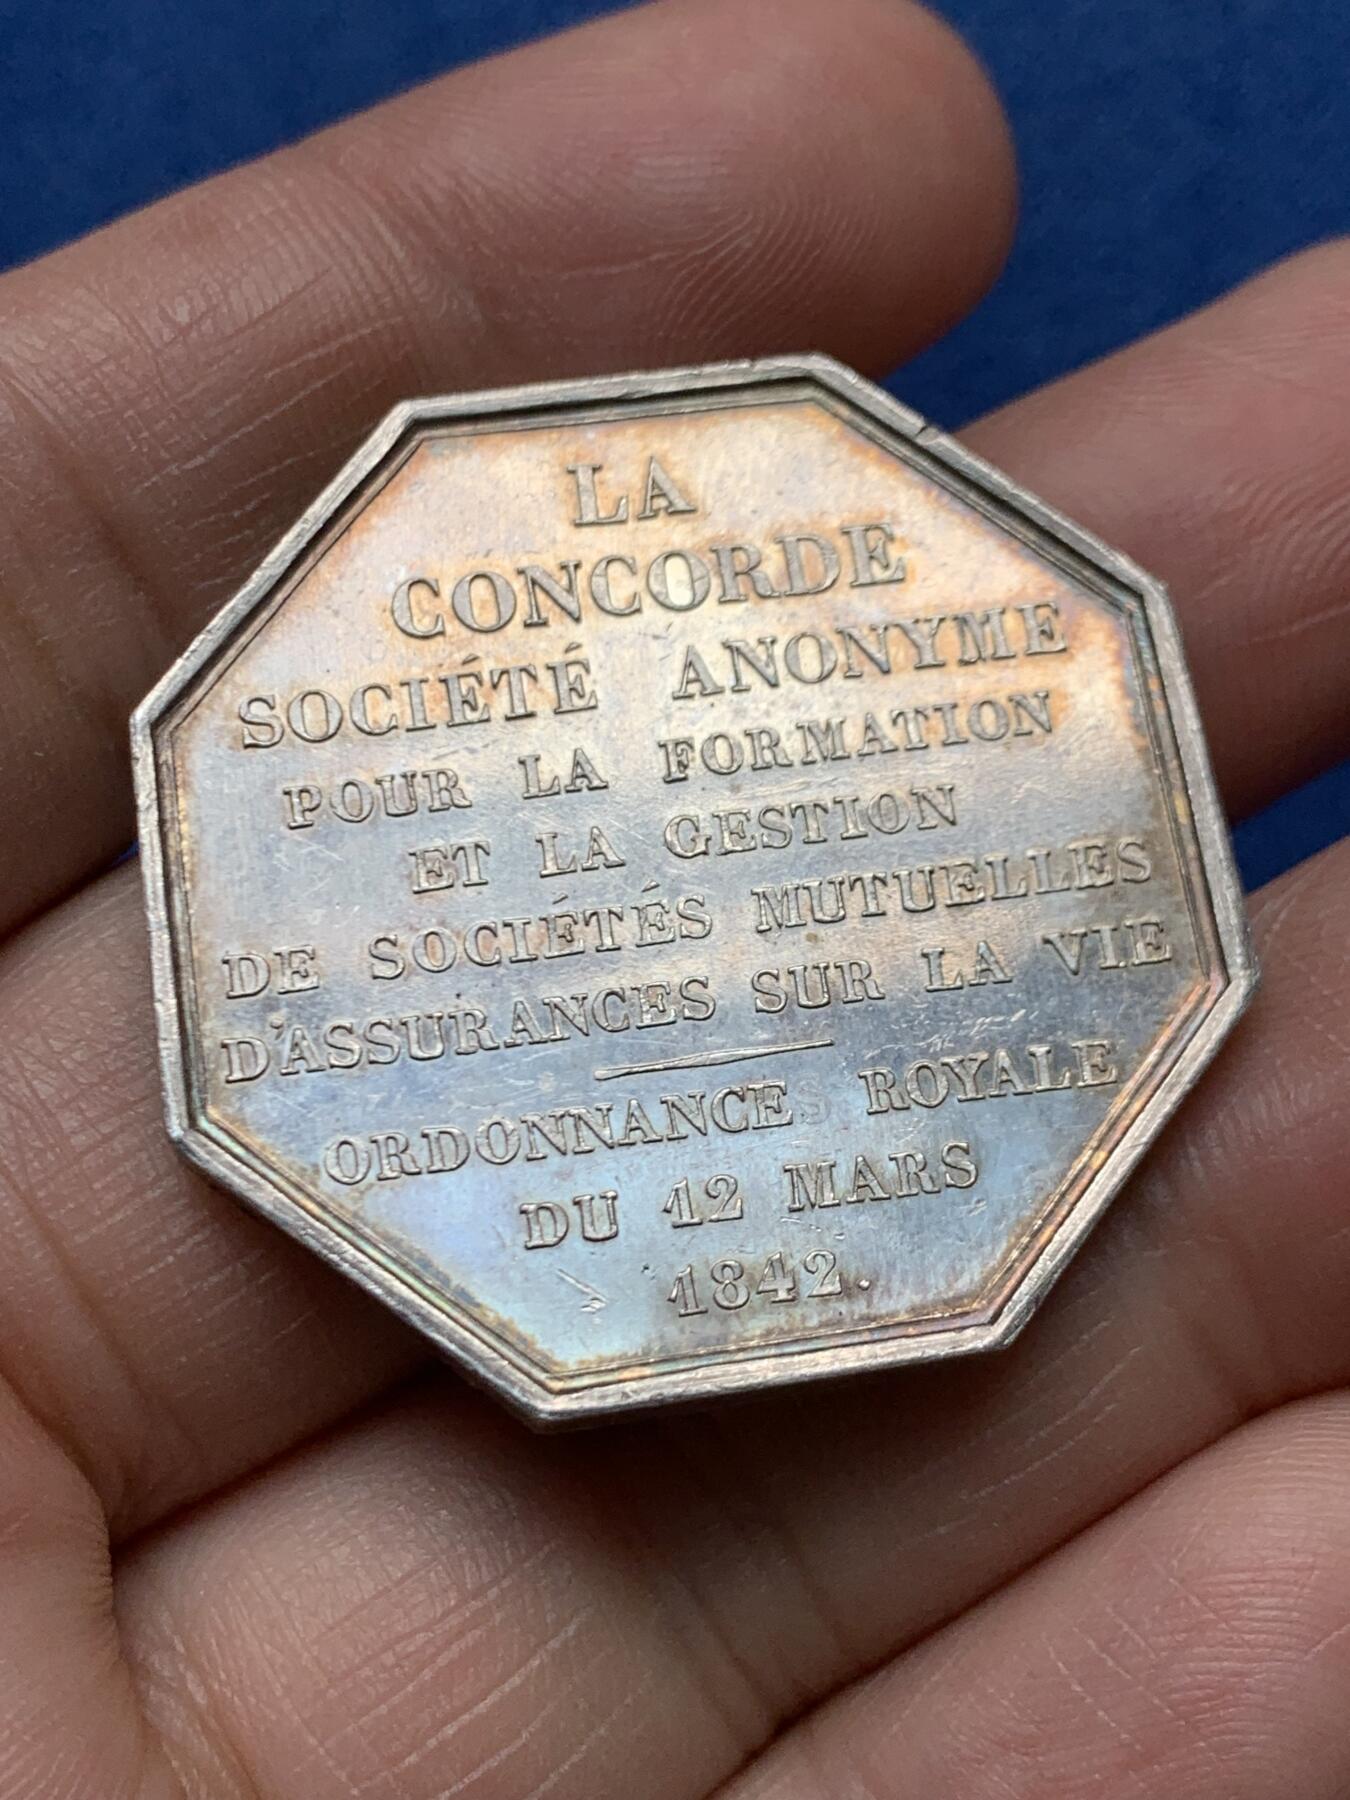 LA
CONCORDE
SOCIÉTÉ ANONYME
POUR LA FORMATION
ET LA GESTION
DE SOCIÉTÉS MUTUELLES
D'ASSURANCES SUR LA VIE
ORDONNANCE ROYALE
DU 12 MARS
1842.